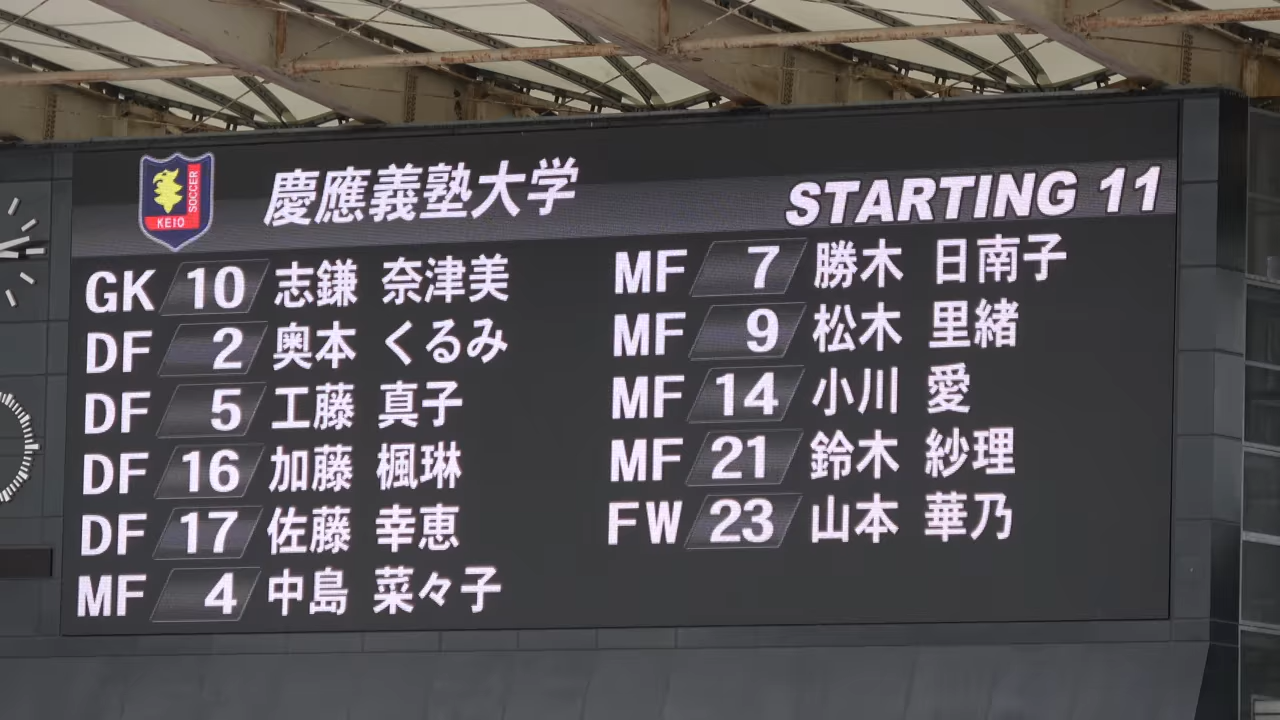 KEIO
SOCCER
慶應義塾大学
STARTING 11
GK 10 志鎌 奈津美
DF 2 奥本 くるみ
DF 5 工藤 真子
DF 16 加藤 楓琳
DF 17 佐藤 幸恵
MF 4 中島 菜々子
MF 7 勝木 日南子
MF 9 松木 里緒
MF 14 小川 愛
MF 21 鈴木 紗理
FW 23 山本 華乃